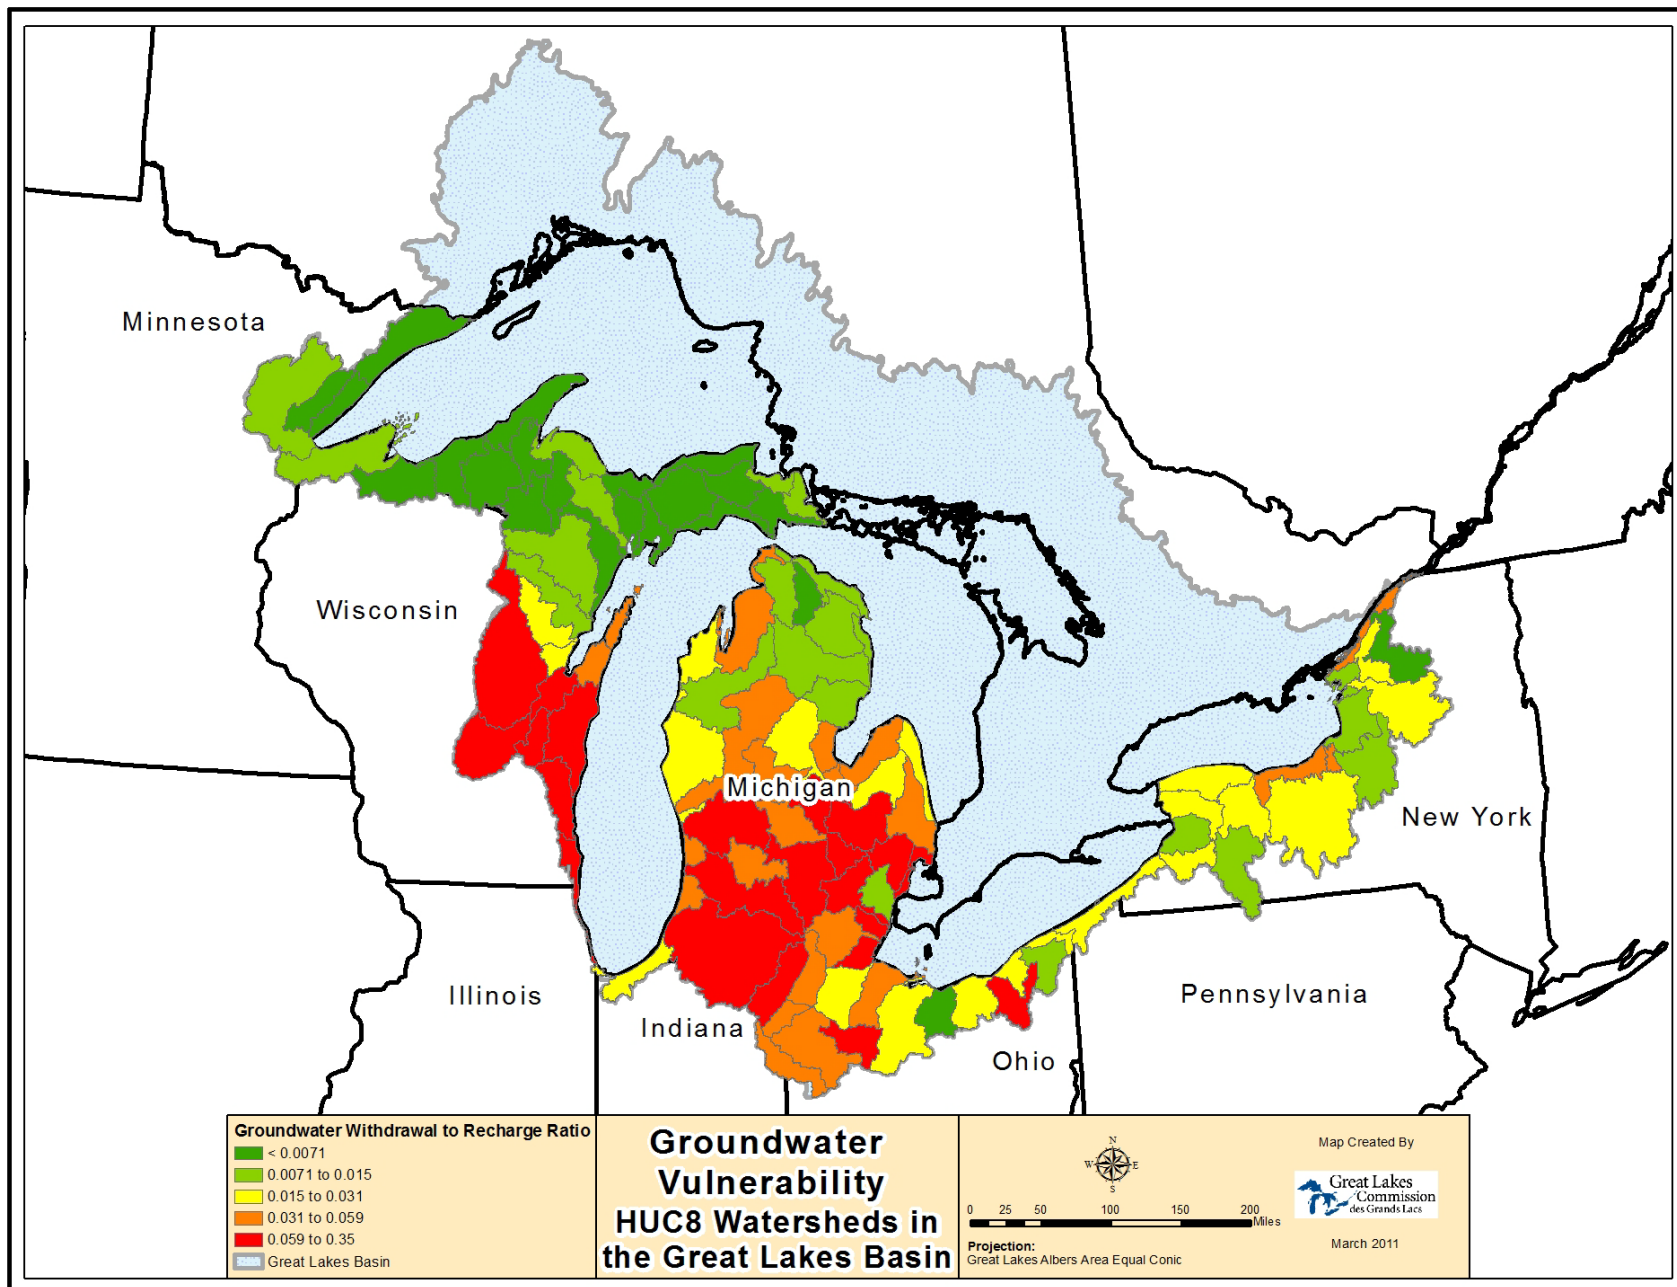 Minnesota
Wisconsin
Michigan
New York
Illinois
Indiana
Ohio
Pennsylvania
Groundwater Withdrawal to Recharge Ratio
< 0.0071
0.0071 to 0.015
0.015 to 0.031
0.031 to 0.059
0.059 to 0.35
Great Lakes Basin
Groundwater
Vulnerability
HUC8 Watersheds in
the Great Lakes Basin
N
W E
S
0 25 50 100 150 200
Miles
Projection:
Great Lakes Albers Area Equal Conic
Map Created By
Great Lakes
Commission
des Grands Lacs
March 2011